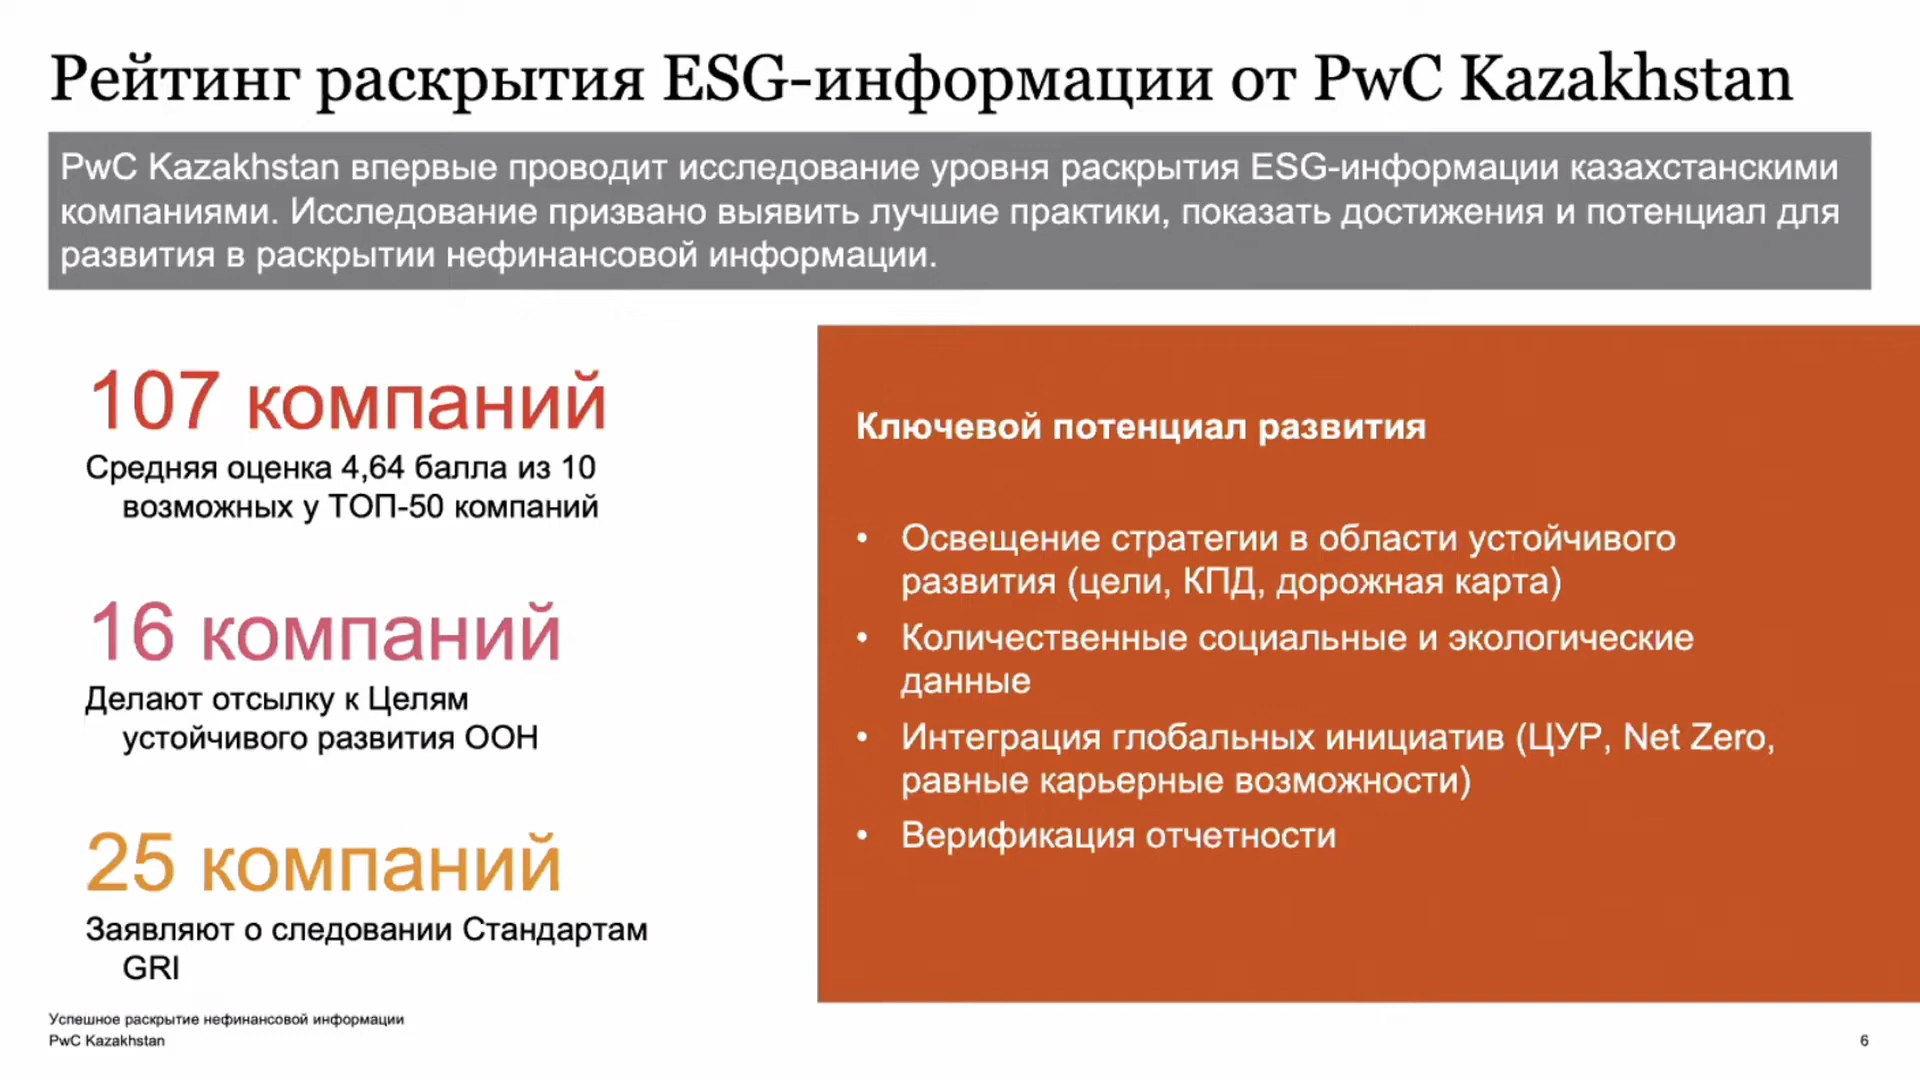 Рейтинг раскрытия ESG-информации от PwC Kazakhstan
PwC Kazakhstan впервые проводит исследование уровня раскрытия ESG-информации казахстанскими
компаниями. Исследование призвано выявить лучшие практики, показать достижения и потенциал для
развития в раскрытии нефинансовой информации.
107 компаний
Средняя оценка 4,64 балла из 10
возможных у ТОП-50 компаний
16 компаний
Делают отсылку к Целям
устойчивого развития ООН
25 компаний
Заявляют о следовании Стандартам
GRI
Ключевой потенциал развития
• Освещение стратегии в области устойчивого
развития (цели, КПД, дорожная карта)
• Количественные социальные и экологические
данные
• Интеграция глобальных инициатив (ЦУР, Net Zero,
равные карьерные возможности)
• Верификация отчетности
Успешное раскрытие нефинансовой информации
PwC Kazakhstan
6